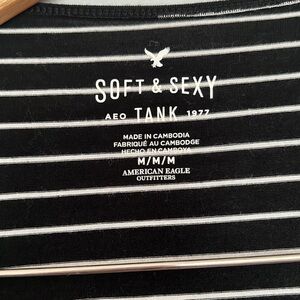 SOFT & SEXY
AEO TANK 1977
MADE IN CAMBODIA
FABRIQUÉ AU CAMBODGE
HECHO EN CAMBOYA
M/M/M
AMERICAN EAGLE
OUTFITTERS